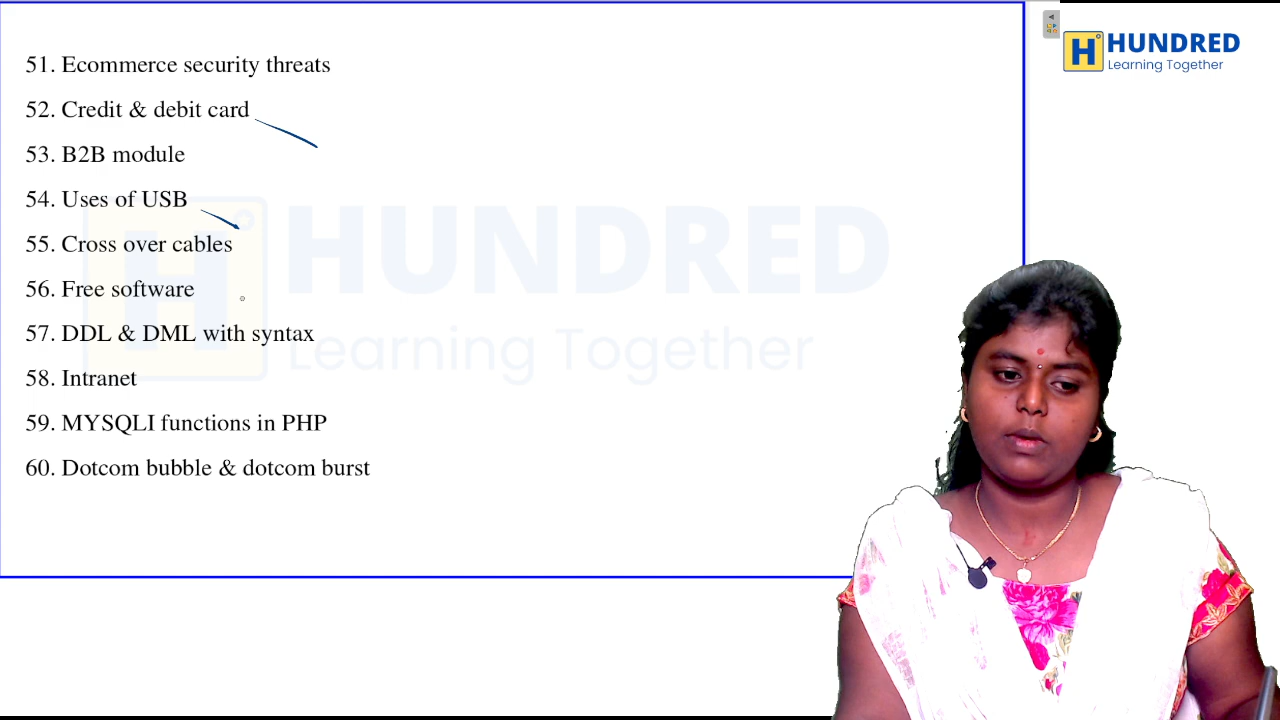 51. Ecommerce security threats
52. Credit & debit card
53. B2B module
54. Uses of USB
55. Cross over cables
56. Free software
57. DDL & DML with syntax
58. Intranet
59. MYSQLI functions in PHP
60. Dotcom bubble & dotcom burst
H HUNDRED
Learning Together
H HUNDRED
Learning Together